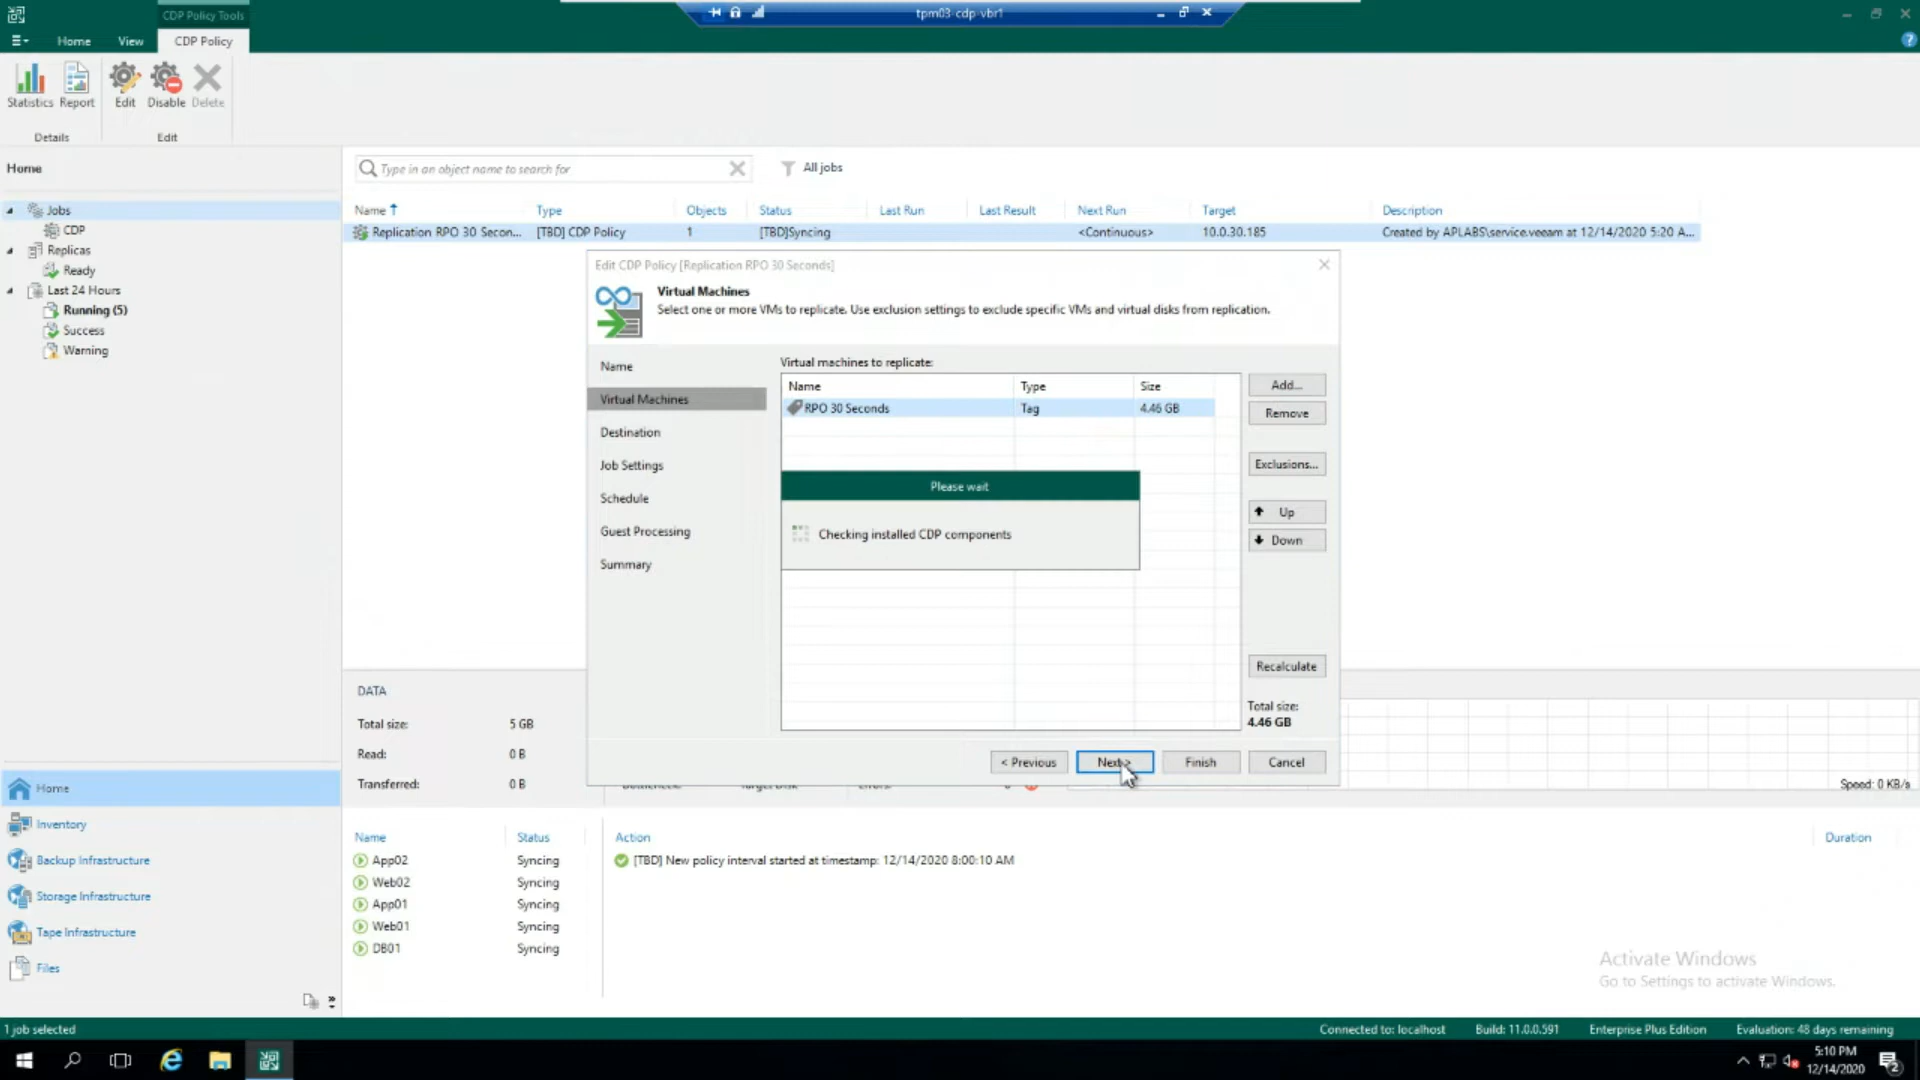 CDP Policy Tools
tpm03-cdp-vbr1
Home
View
CDP Policy
Statistics
Report
Edit
Disable
Delete
Details
Edit
Home
Type in an object name to search for
All jobs
Jobs
CDP
Replicas
Ready
Last 24 Hours
Running (5)
Success
Warning
Name
Type
Objects
Status
Last Run
Last Result
Next Run
Target
Description
Replication RPO 30 Secon...
[TBD] CDP Policy
1
[TBD]Syncing
<Continuous>
10.0.30.185
Created by APLABS\service.veeam at 12/14/2020 5:20 A...
Edit CDP Policy [Replication RPO 30 Seconds]
Virtual Machines
Select one or more VMs to replicate. Use exclusion settings to exclude specific VMs and virtual disks from replication.
Name
Virtual Machines
Destination
Job Settings
Schedule
Guest Processing
Summary
Virtual machines to replicate:
Name
Type
Size
RPO 30 Seconds
Tag
4.46 GB
Please wait
Checking installed CDP components
Add...
Remove
Exclusions...
Up
Down
Recalculate
Total size:
4.46 GB
< Previous
Next >
Finish
Cancel
DATA
Total size:
5 GB
Read:
0 B
Transferred:
0 B
Speed: 0 KB/s
Name
Status
App02
Syncing
Web02
Syncing
App01
Syncing
Web01
Syncing
DB01
Syncing
Action
Duration
[TBD] New policy interval started at timestamp: 12/14/2020 8:00:10 AM
Home
Inventory
Backup Infrastructure
Storage Infrastructure
Tape Infrastructure
Files
Activate Windows
Go to Settings to activate Windows.
1 job selected
Connected to: localhost
Build: 11.0.0.591
Enterprise Plus Edition
Evaluation: 48 days remaining
5:10 PM
12/14/2020
2